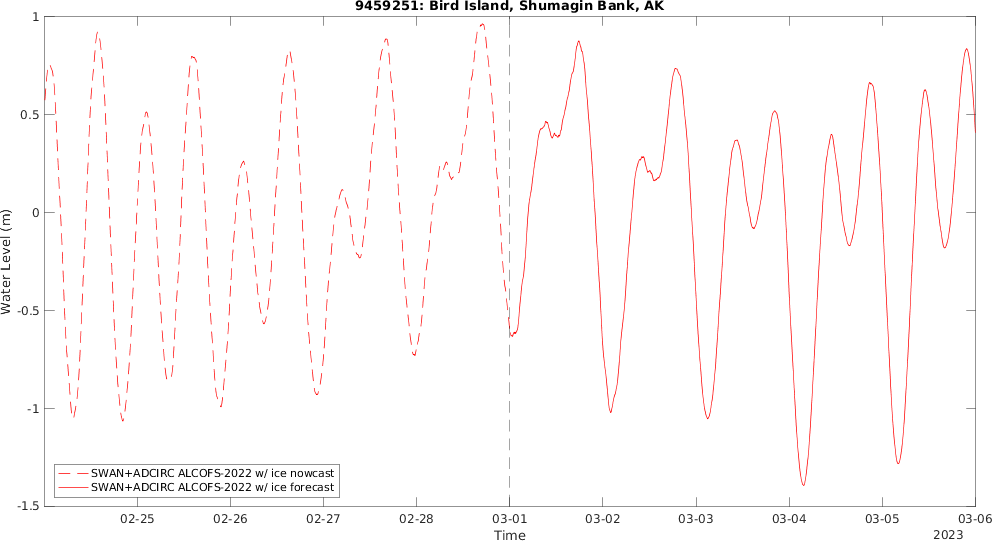 9459251: Bird Island, Shumagin Bank, AK
1
0.5
0
-0.5
-1
-1.5
Water Level (m)
SWAN+ADCIRC ALCOFS-2022 w/ ice nowcast
SWAN+ADCIRC ALCOFS-2022 w/ ice forecast
02-25 02-26 02-27 02-28 03-01 03-02 03-03 03-04 03-05 03-06
Time
2023